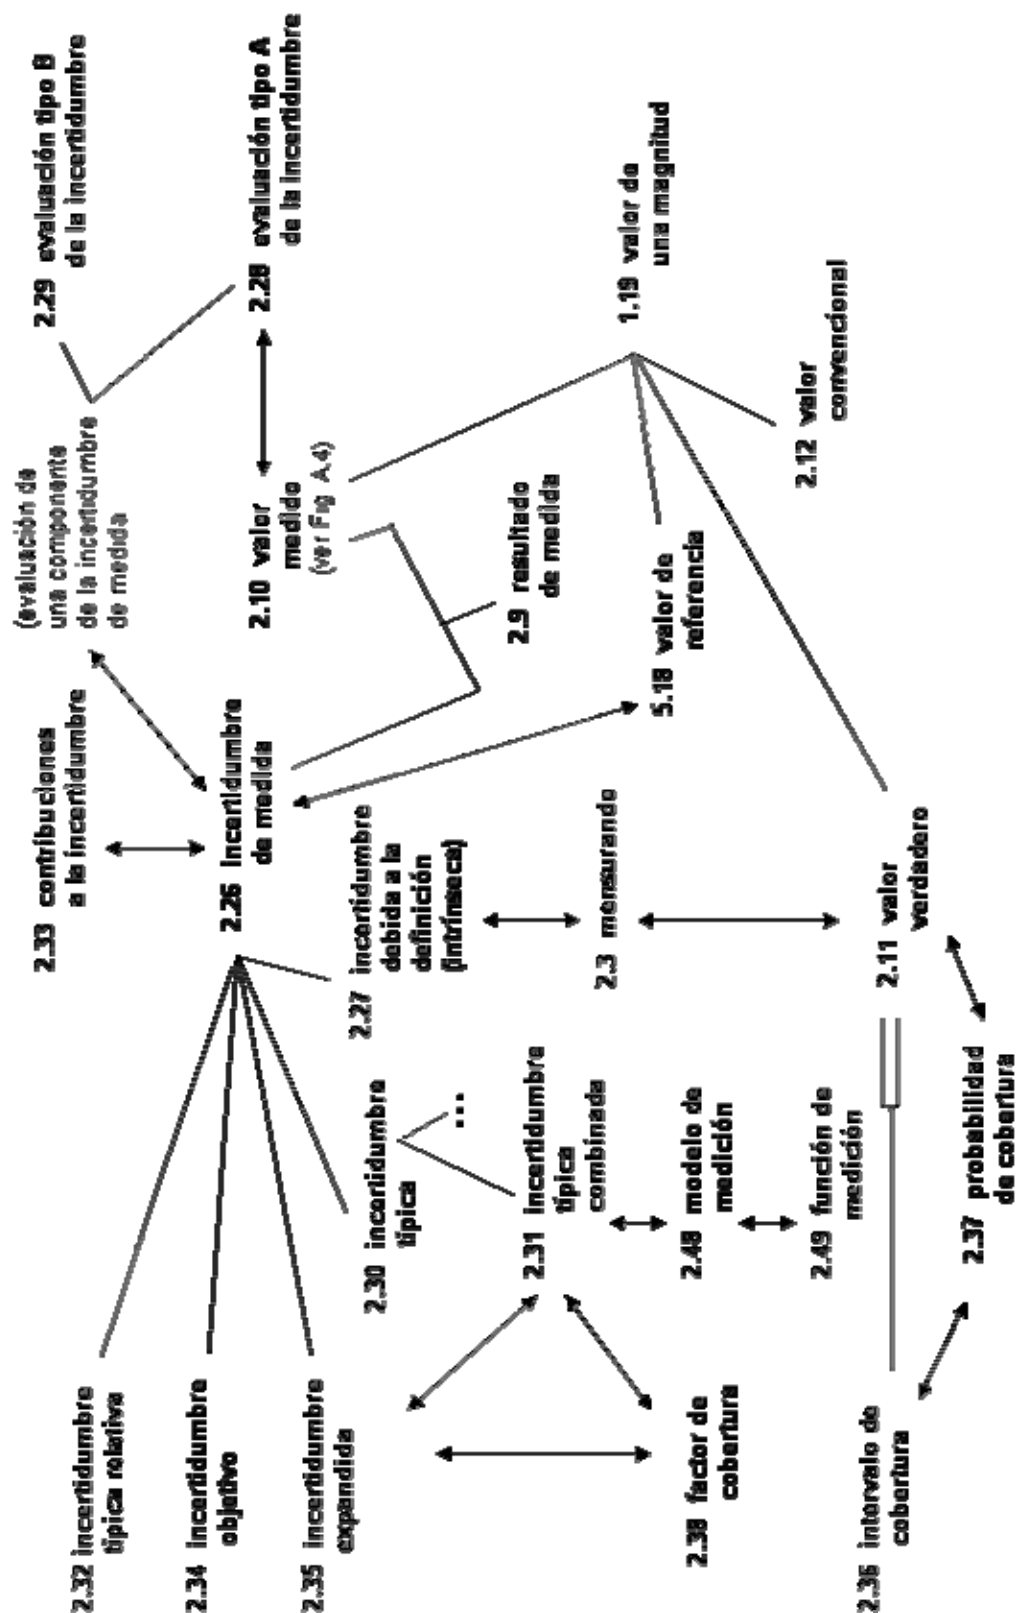 2.32 incertidumbre
típica relativa
2.33 contribuciones
a la incertidumbre
(evaluación de
una componente
de la incertidumbre
de medida
2.29 evaluación tipo B
de la incertidumbre
2.34 incertidumbre
objetivo
2.26 incertidumbre
de medida
2.10 valor
medido
(ver Fig A.4)
2.28 evaluación tipo A
de la incertidumbre
2.35 incertidumbre
expandida
2.30 incertidumbre
típica
...
2.27 incertidumbre
debida a la
definición
(intrínseca)
2.31 incertidumbre
típica
combinada
2.9 resultado
de medida
2.3 mensurando
5.18 valor de
referencia
1.19 valor de
una magnitud
2.38 factor de
cobertura
2.48 modelo de
medición
2.49 función de
medición
2.12 valor
convencional
2.36 intervalo de
cobertura
2.11 valor
verdadero
2.37 probabilidad
de cobertura